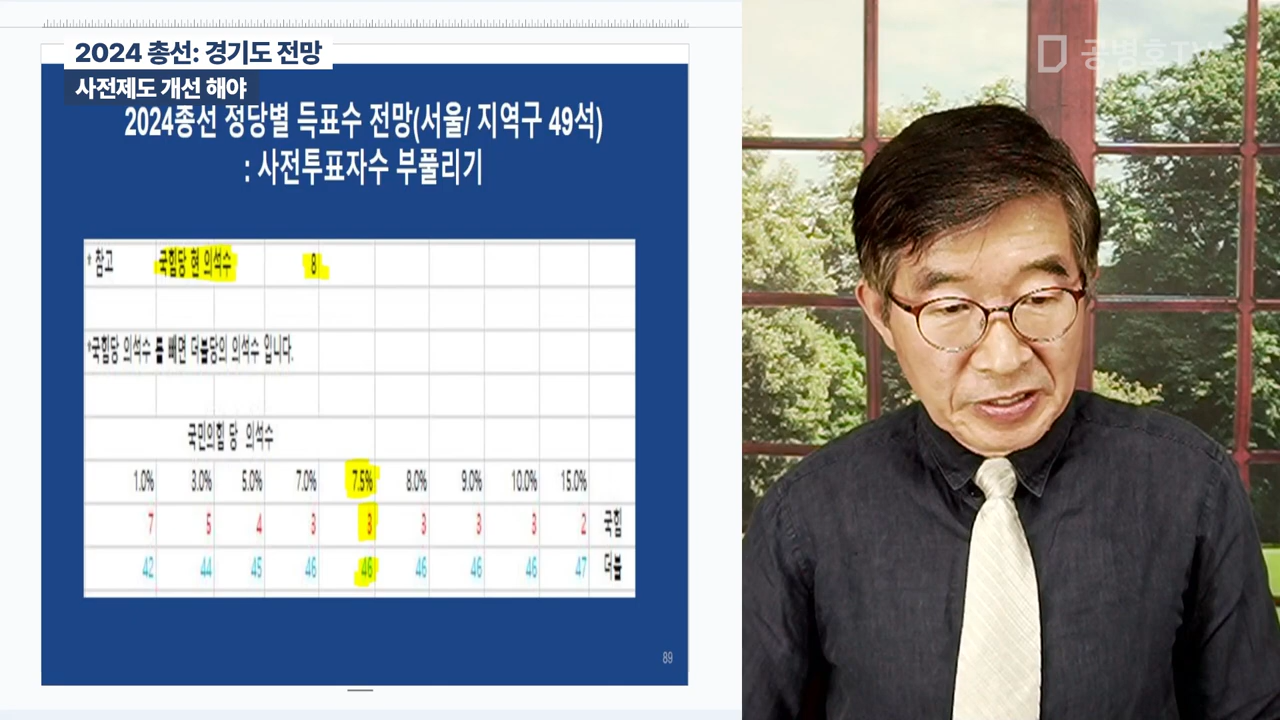 2024 총선: 경기도 전망
사전제도 개선 해야
공병호TV
2024총선 정당별 득표수 전망(서울/ 지역구 49석)
: 사전투표자수 부풀리기
* 참고 국힘당 현 의석수 8
*국힘당 의석수 를 빼면 더불당의 의석수 입니다.
국민의힘 당 의석수
1.0% 3.0% 5.0% 7.0% 7.5% 8.0% 9.0% 10.0% 15.0%
7 5 4 3 3 3 3 3 2 국힘
42 44 45 46 46 46 46 46 47 더불
89